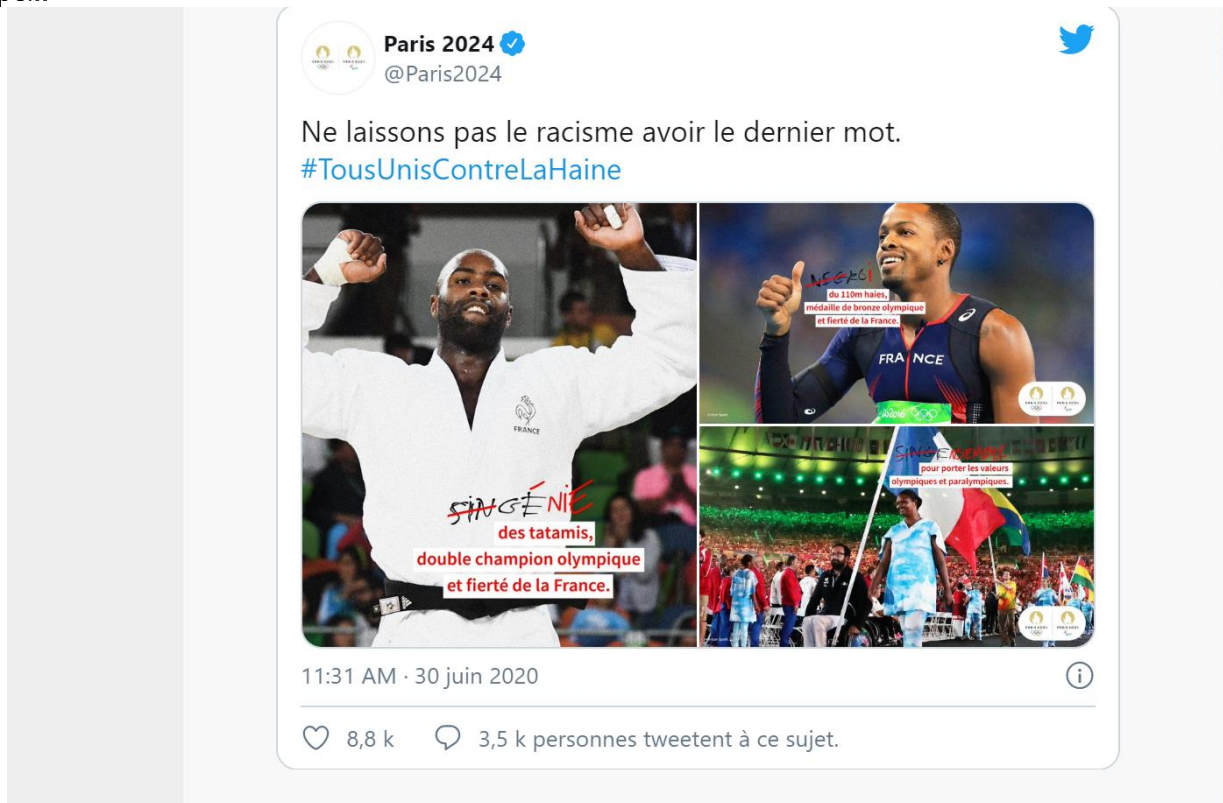 Paris 2024
@Paris2024
Ne laissons pas le racisme avoir le dernier mot.
#TousUnisContreLaHaine
SINGÉNIE
des tatamis,
double champion olympique
et fierté de la France.
FRANCE
du 110m haies,
médaille de bronze olympique
et fierté de la France.
FRANCE
SINGENSEMBLE
pour porter les valeurs
olympiques et paralympiques.
11:31 AM · 30 juin 2020
8,8 k
3,5 k personnes tweetent à ce sujet.